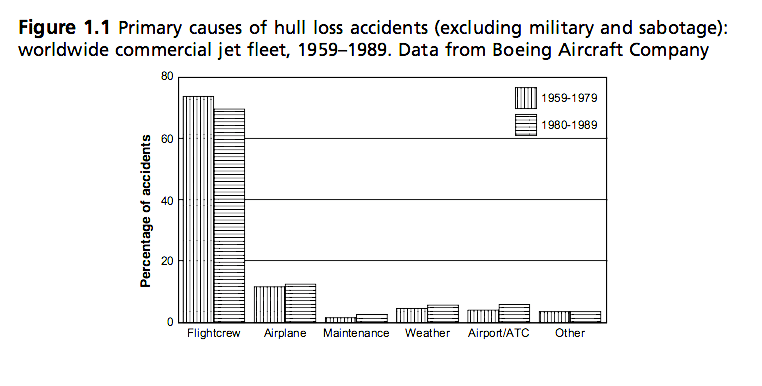 Figure 1.1 Primary causes of hull loss accidents (excluding military and sabotage):
worldwide commercial jet fleet, 1959–1989. Data from Boeing Aircraft Company
80
60
40
20
0
Percentage of accidents
1959-1979
1980-1989
Flightcrew
Airplane
Maintenance
Weather
Airport/ATC
Other